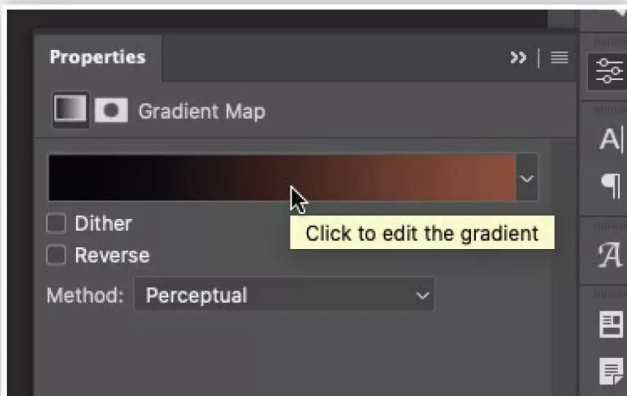 Properties
Gradient Map
Dither
Click to edit the gradient
Reverse
Method: Perceptual